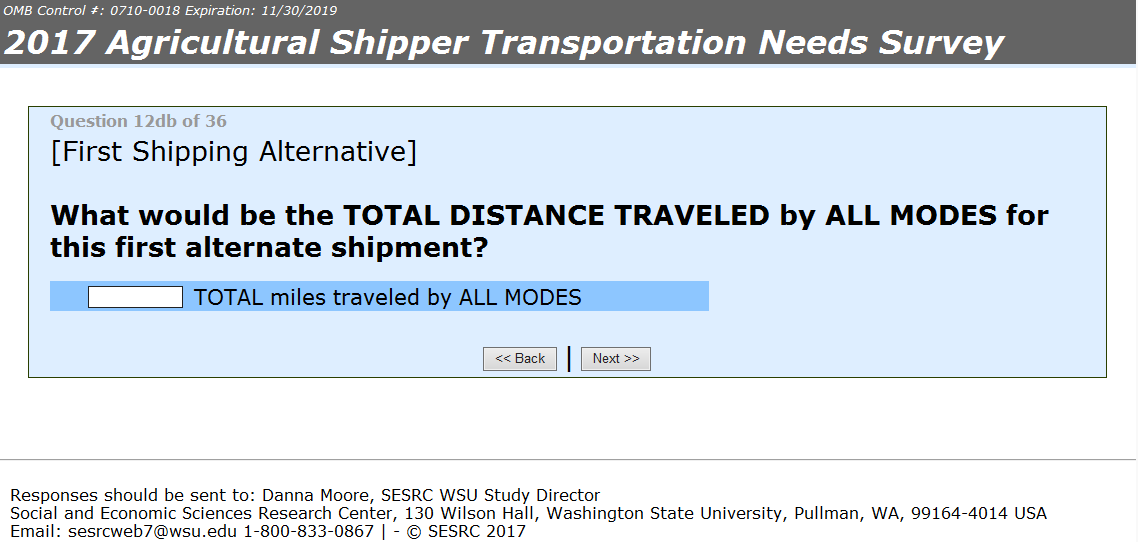 OMB Control #: 0710-0018 Expiration: 11/30/2019
2017 Agricultural Shipper Transportation Needs Survey
Question 12db of 36
[First Shipping Alternative]
What would be the TOTAL DISTANCE TRAVELED by ALL MODES for
this first alternate shipment?
TOTAL miles traveled by ALL MODES
<< Back | Next >>
Responses should be sent to: Danna Moore, SESRC WSU Study Director
Social and Economic Sciences Research Center, 130 Wilson Hall, Washington State University, Pullman, WA, 99164-4014 USA
Email: sesrcweb7@wsu.edu 1-800-833-0867 | - © SESRC 2017